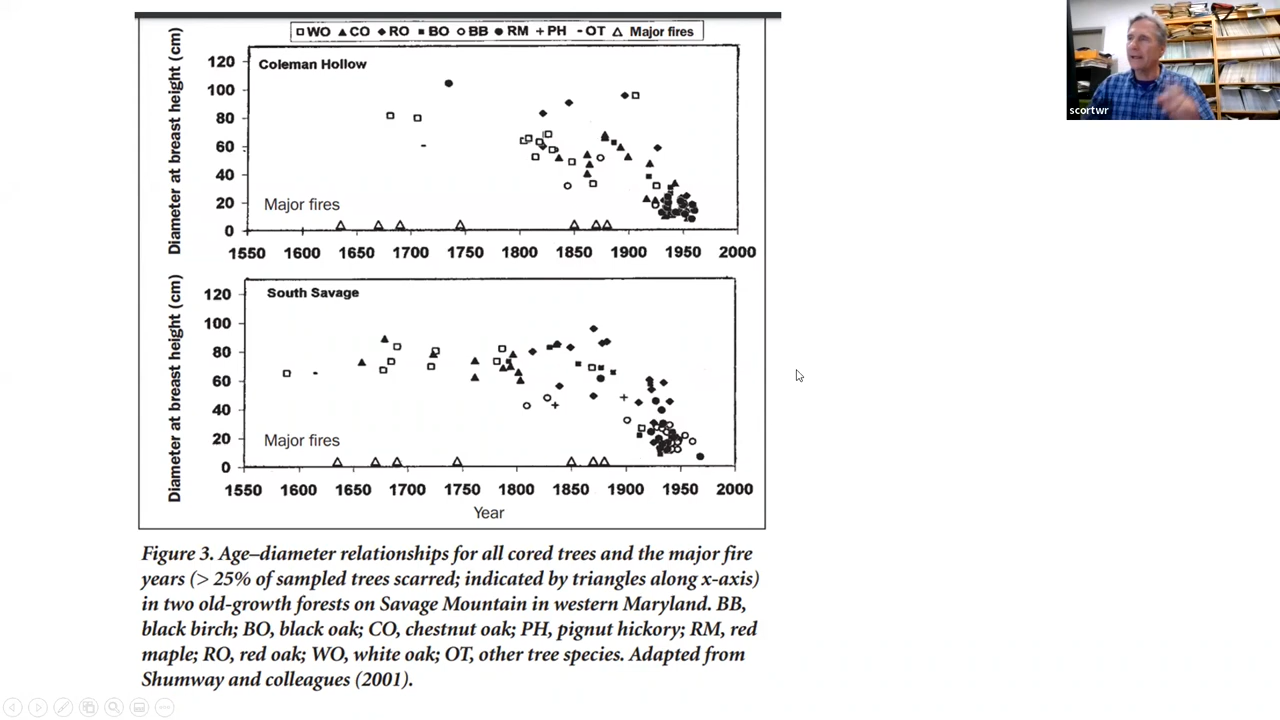 WO CO RO BO BB RM PH OT Major fires
Coleman Hollow
Diameter at breast height (cm)
120
100
80
60
40
20
0
Major fires
1550 1600 1650 1700 1750 1800 1850 1900 1950 2000
South Savage
Diameter at breast height (cm)
120
100
80
60
40
20
0
Major fires
1550 1600 1650 1700 1750 1800 1850 1900 1950 2000
Year
Figure 3. Age–diameter relationships for all cored trees and the major fire
years (> 25% of sampled trees scarred; indicated by triangles along x-axis)
in two old-growth forests on Savage Mountain in western Maryland. BB,
black birch; BO, black oak; CO, chestnut oak; PH, pignut hickory; RM, red
maple; RO, red oak; WO, white oak; OT, other tree species. Adapted from
Shumway and colleagues (2001).
scortwr